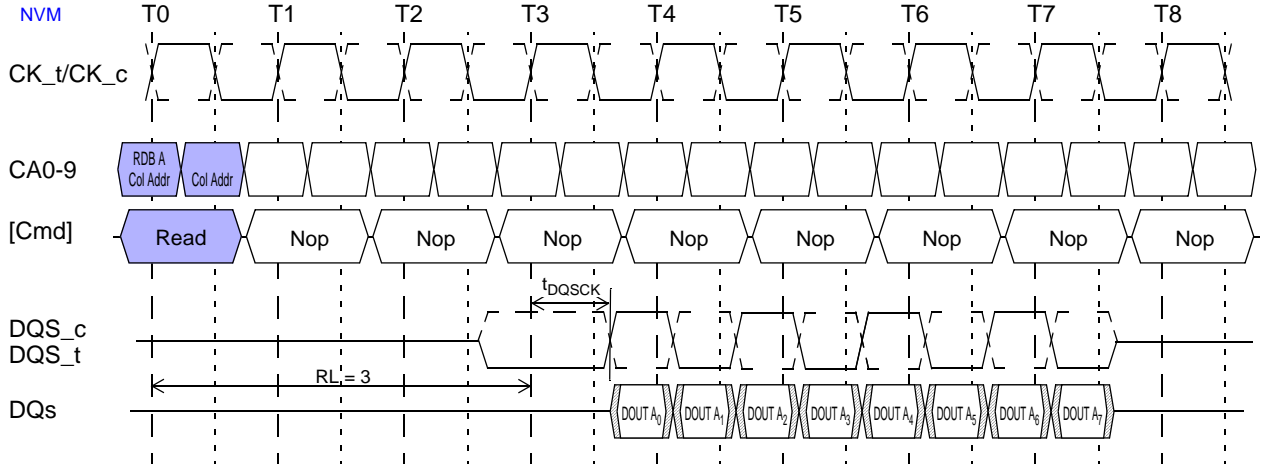 NVM T0 T1 T2 T3 T4 T5 T6 T7 T8
CK_t/CK_c
CA0-9
RDB A
Col Addr
Col Addr
[Cmd] Read Nop Nop Nop Nop Nop Nop Nop Nop
tDQSCK
DQS_c
DQS_t
RL = 3
DQs DOUT A0 DOUT A1 DOUT A2 DOUT A3 DOUT A4 DOUT A5 DOUT A6 DOUT A7